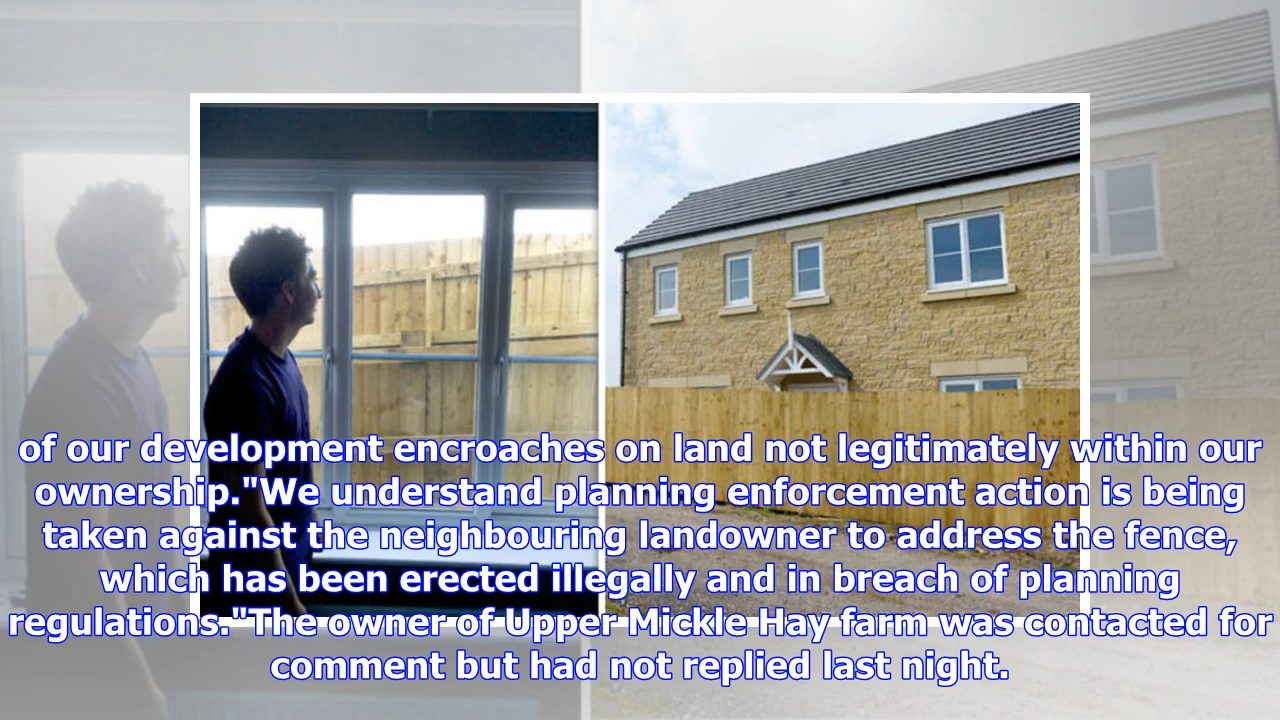 of our development encroaches on land not legitimately within our
ownership."We understand planning enforcement action is being
taken against the neighbouring landowner to address the fence,
which has been erected illegally and in breach of planning
regulations."The owner of Upper Mickle Hay farm was contacted for
comment but had not replied last night.